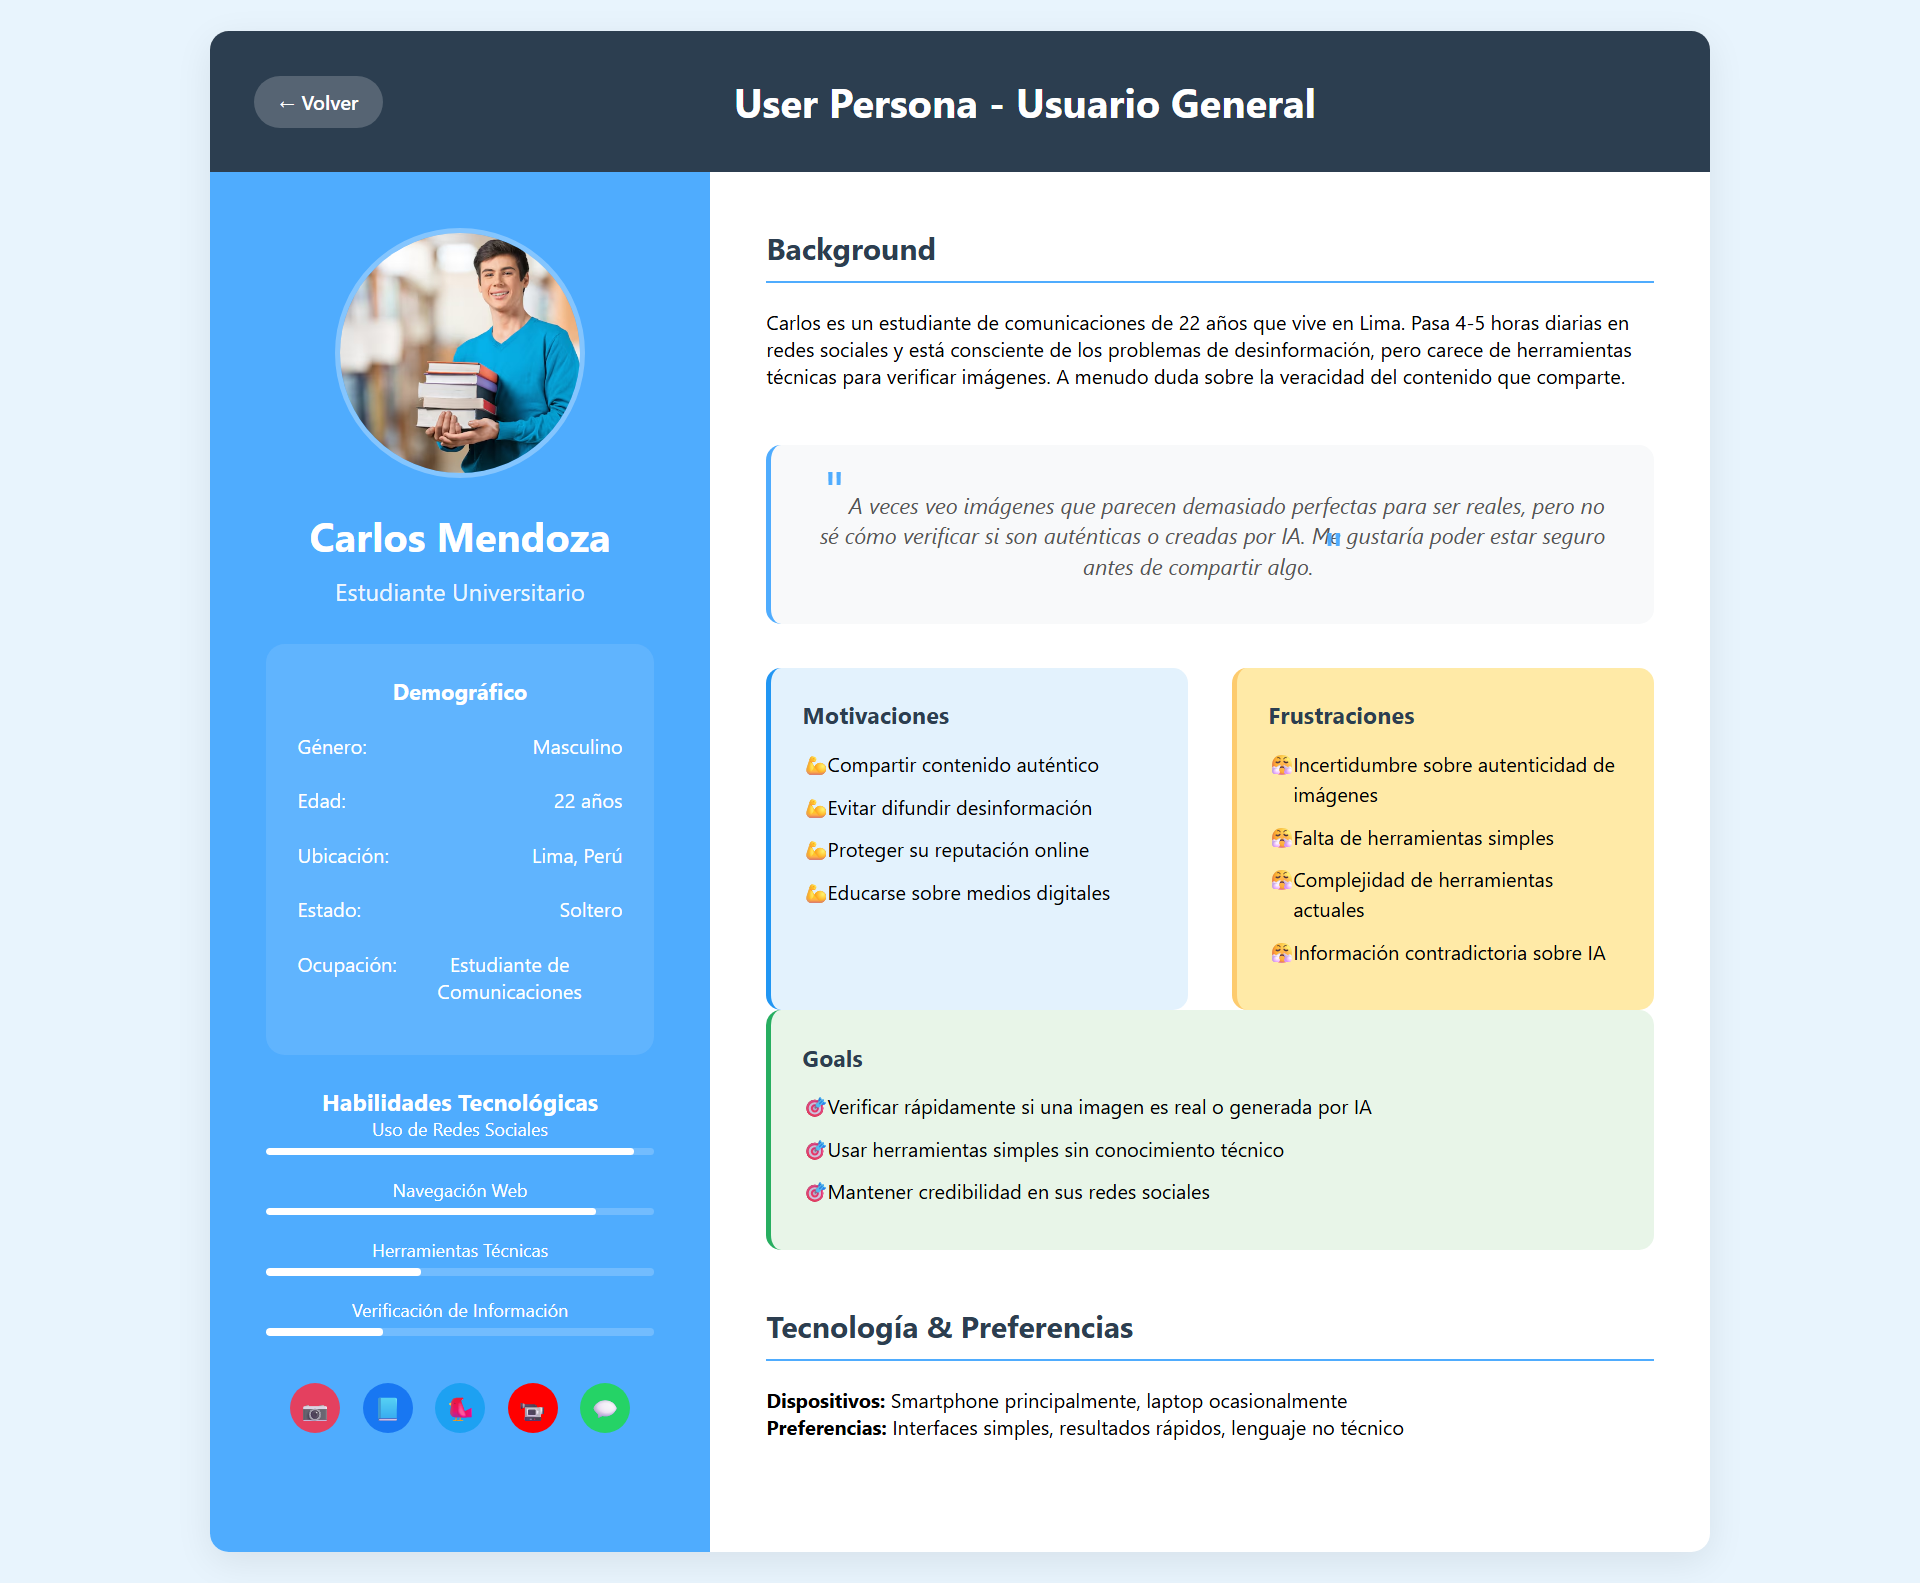 ← Volver
User Persona - Usuario General
Carlos Mendoza
Estudiante Universitario
Demográfico
Género: Masculino
Edad: 22 años
Ubicación: Lima, Perú
Estado: Soltero
Ocupación: Estudiante de
Comunicaciones
Habilidades Tecnológicas
Uso de Redes Sociales
Navegación Web
Herramientas Técnicas
Verificación de Información
Background
Carlos es un estudiante de comunicaciones de 22 años que vive en Lima. Pasa 4-5 horas diarias en
redes sociales y está consciente de los problemas de desinformación, pero carece de herramientas
técnicas para verificar imágenes. A menudo duda sobre la veracidad del contenido que comparte.
"
A veces veo imágenes que parecen demasiado perfectas para ser reales, pero no
sé cómo verificar si son auténticas o creadas por IA. Me gustaría poder estar seguro
antes de compartir algo.
"
Motivaciones
💪Compartir contenido auténtico
💪Evitar difundir desinformación
💪Proteger su reputación online
💪Educarse sobre medios digitales
Frustraciones
😤Incertidumbre sobre autenticidad de
imágenes
😤Falta de herramientas simples
😤Complejidad de herramientas
actuales
😤Información contradictoria sobre IA
Goals
🎯Verificar rápidamente si una imagen es real o generada por IA
🎯Usar herramientas simples sin conocimiento técnico
🎯Mantener credibilidad en sus redes sociales
Tecnología & Preferencias
Dispositivos: Smartphone principalmente, laptop ocasionalmente
Preferencias: Interfaces simples, resultados rápidos, lenguaje no técnico